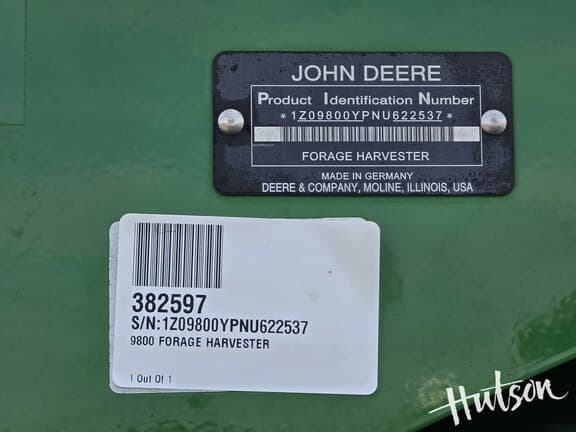 JOHN DEERE
Product Identification Number
*1Z09800YPNU622537*
FORAGE HARVESTER
MADE IN GERMANY
DEERE & COMPANY, MOLINE, ILLINOIS, USA
382597
S/N:1Z09800YPNU622537
9800 FORAGE HARVESTER
1 Out Of 1
Hutson